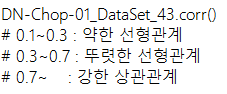 DN-Chop-01_DataSet_43.corr()
# 0.1~0.3 : 약한 선형관계
# 0.3~0.7 : 뚜렷한 선형관계
# 0.7~    : 강한 상관관계